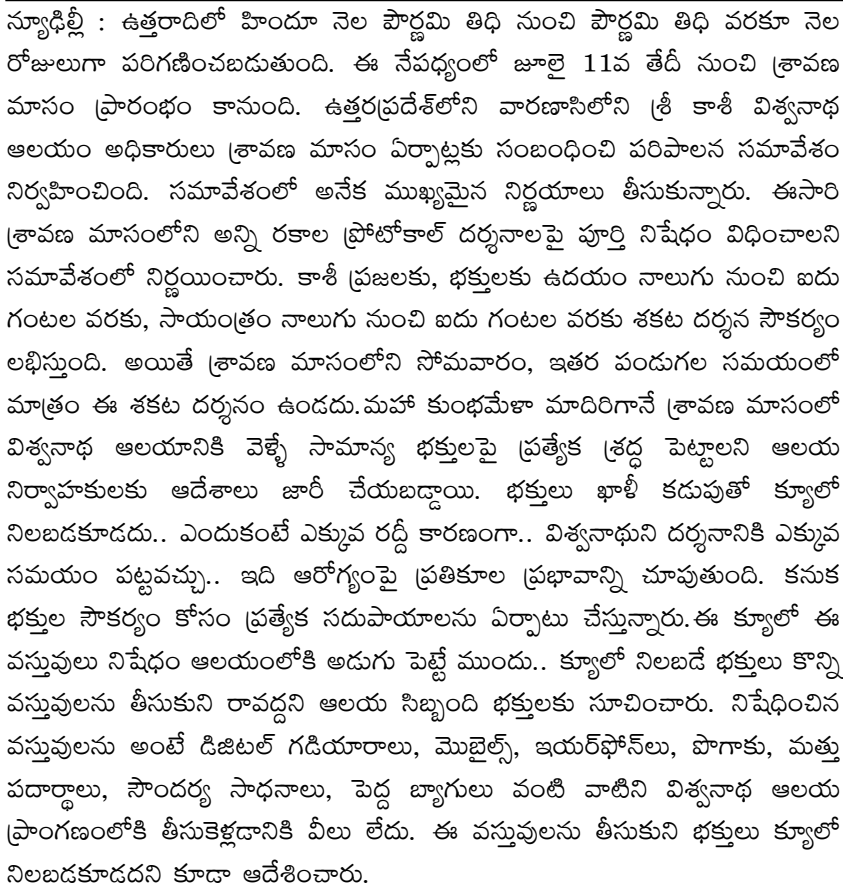 న్యూఢిల్లీ : ఉత్తరాదిలో హిందూ నెల పౌర్ణమి తిధి నుంచి పౌర్ణమి తిధి వరకూ నెల
రోజులుగా పరిగణించబడుతుంది. ఈ నేపధ్యంలో జూలై 11వ తేదీ నుంచి శ్రావణ
మాసం ప్రారంభం కానుంది. ఉత్తరప్రదేశ్‌లోని వారణాసిలోని శ్రీ కాశీ విశ్వనాథ
ఆలయం అధికారులు శ్రావణ మాసం ఏర్పాట్లకు సంబంధించి పరిపాలన సమావేశం
నిర్వహించింది. సమావేశంలో అనేక ముఖ్యమైన నిర్ణయాలు తీసుకున్నారు. ఈసారి
శ్రావణ మాసంలోని అన్ని రకాల ప్రోటోకాల్ దర్శనాలపై పూర్తి నిషేధం విధించాలని
సమావేశంలో నిర్ణయించారు. కాశీ ప్రజలకు, భక్తులకు ఉదయం నాలుగు నుంచి ఐదు
గంటల వరకు, సాయంత్రం నాలుగు నుంచి ఐదు గంటల వరకు శకట దర్శన సౌకర్యం
లభిస్తుంది. అయితే శ్రావణ మాసంలోని సోమవారం, ఇతర పండుగల సమయంలో
మాత్రం ఈ శకట దర్శనం ఉండదు.మహా కుంభమేళా మాదిరిగానే శ్రావణ మాసంలో
విశ్వనాథ ఆలయానికి వెళ్ళే సామాన్య భక్తులపై ప్రత్యేక శ్రద్ధ పెట్టాలని ఆలయ
నిర్వాహకులకు ఆదేశాలు జారీ చేయబడ్డాయి. భక్తులు ఖాళీ కడుపుతో క్యూలో
నిలబడకూడదు.. ఎందుకంటే ఎక్కువ రద్దీ కారణంగా.. విశ్వనాథుని దర్శనానికి ఎక్కువ
సమయం పట్టవచ్చు.. ఇది ఆరోగ్యంపై ప్రతికూల ప్రభావాన్ని చూపుతుంది. కనుక
భక్తుల సౌకర్యం కోసం ప్రత్యేక సదుపాయాలను ఏర్పాటు చేస్తున్నారు.ఈ క్యూలో ఈ
వస్తువులు నిషేధం ఆలయంలోకి అడుగు పెట్టే ముందు.. క్యూలో నిలబడే భక్తులు కొన్ని
వస్తువులను తీసుకుని రావద్దని ఆలయ సిబ్బంది భక్తులకు సూచించారు. నిషేధించిన
వస్తువులను అంటే డిజిటల్ గడియారాలు, మొబైల్స్, ఇయర్‌ఫోన్‌లు, పొగాకు, మత్తు
పదార్థాలు, సౌందర్య సాధనాలు, పెద్ద బ్యాగులు వంటి వాటిని విశ్వనాథ ఆలయ
ప్రాంగణంలోకి తీసుకెళ్లడానికి వీలు లేదు. ఈ వస్తువులను తీసుకుని భక్తులు క్యూలో
నిలబడకూడదని కూడా ఆదేశించారు.